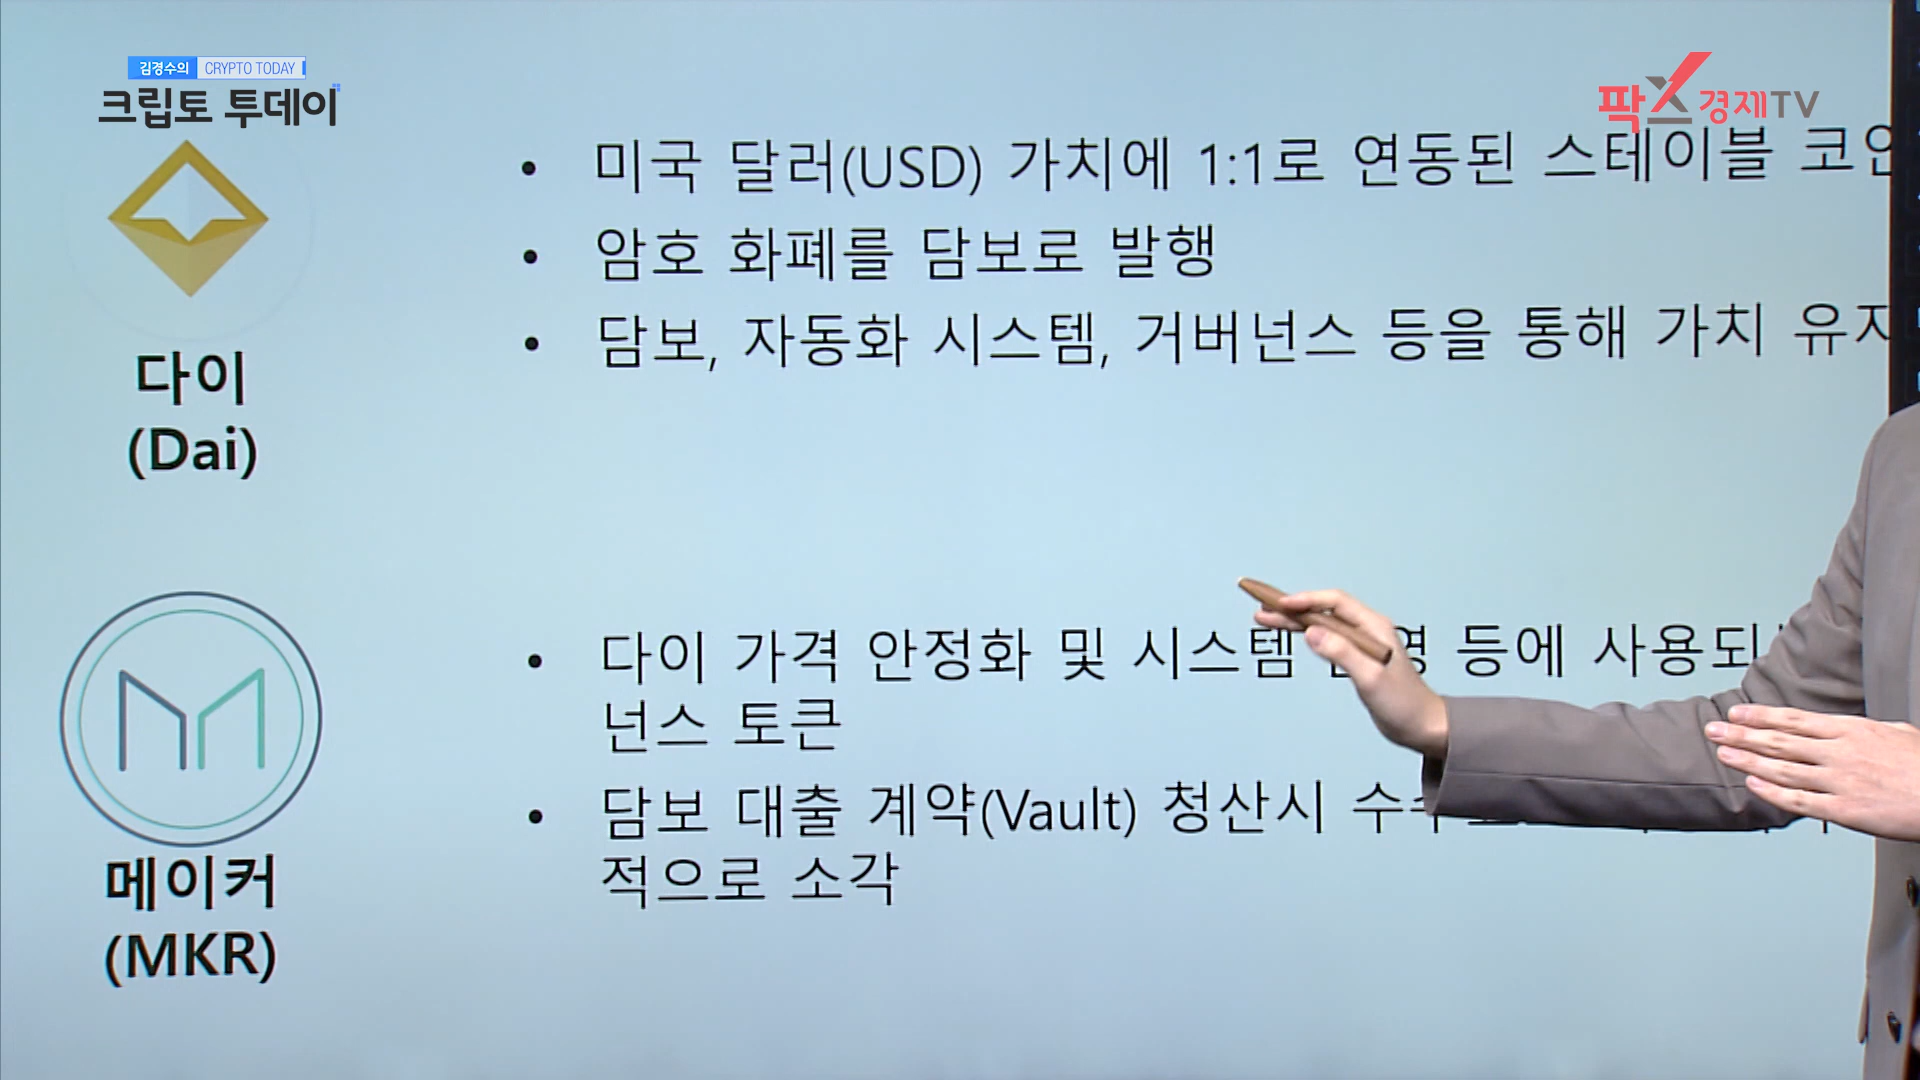 김경수의 CRYPTO TODAY
크립토 투데이
팍스경제TV
미국 달러(USD) 가치에 1:1로 연동된 스테이블
암호 화폐를 담보로 발행
담보, 자동화 시스템, 거버넌스 등을 통해 가치
다이
(Dai)
다이 가격 안정화 및 시스템 등에
넌스 토큰
담보 대출 계약(Vault) 청산시
적으로 소각
메이커
(MKR)